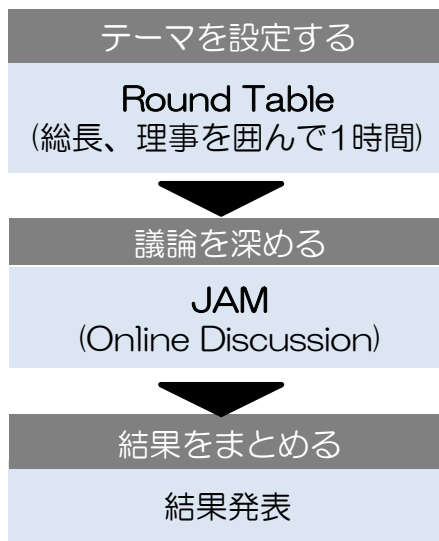 テーマを設定する
Round Table
(総長、理事を囲んで1時間)
議論を深める
JAM
(Online Discussion)
結果をまとめる
結果発表